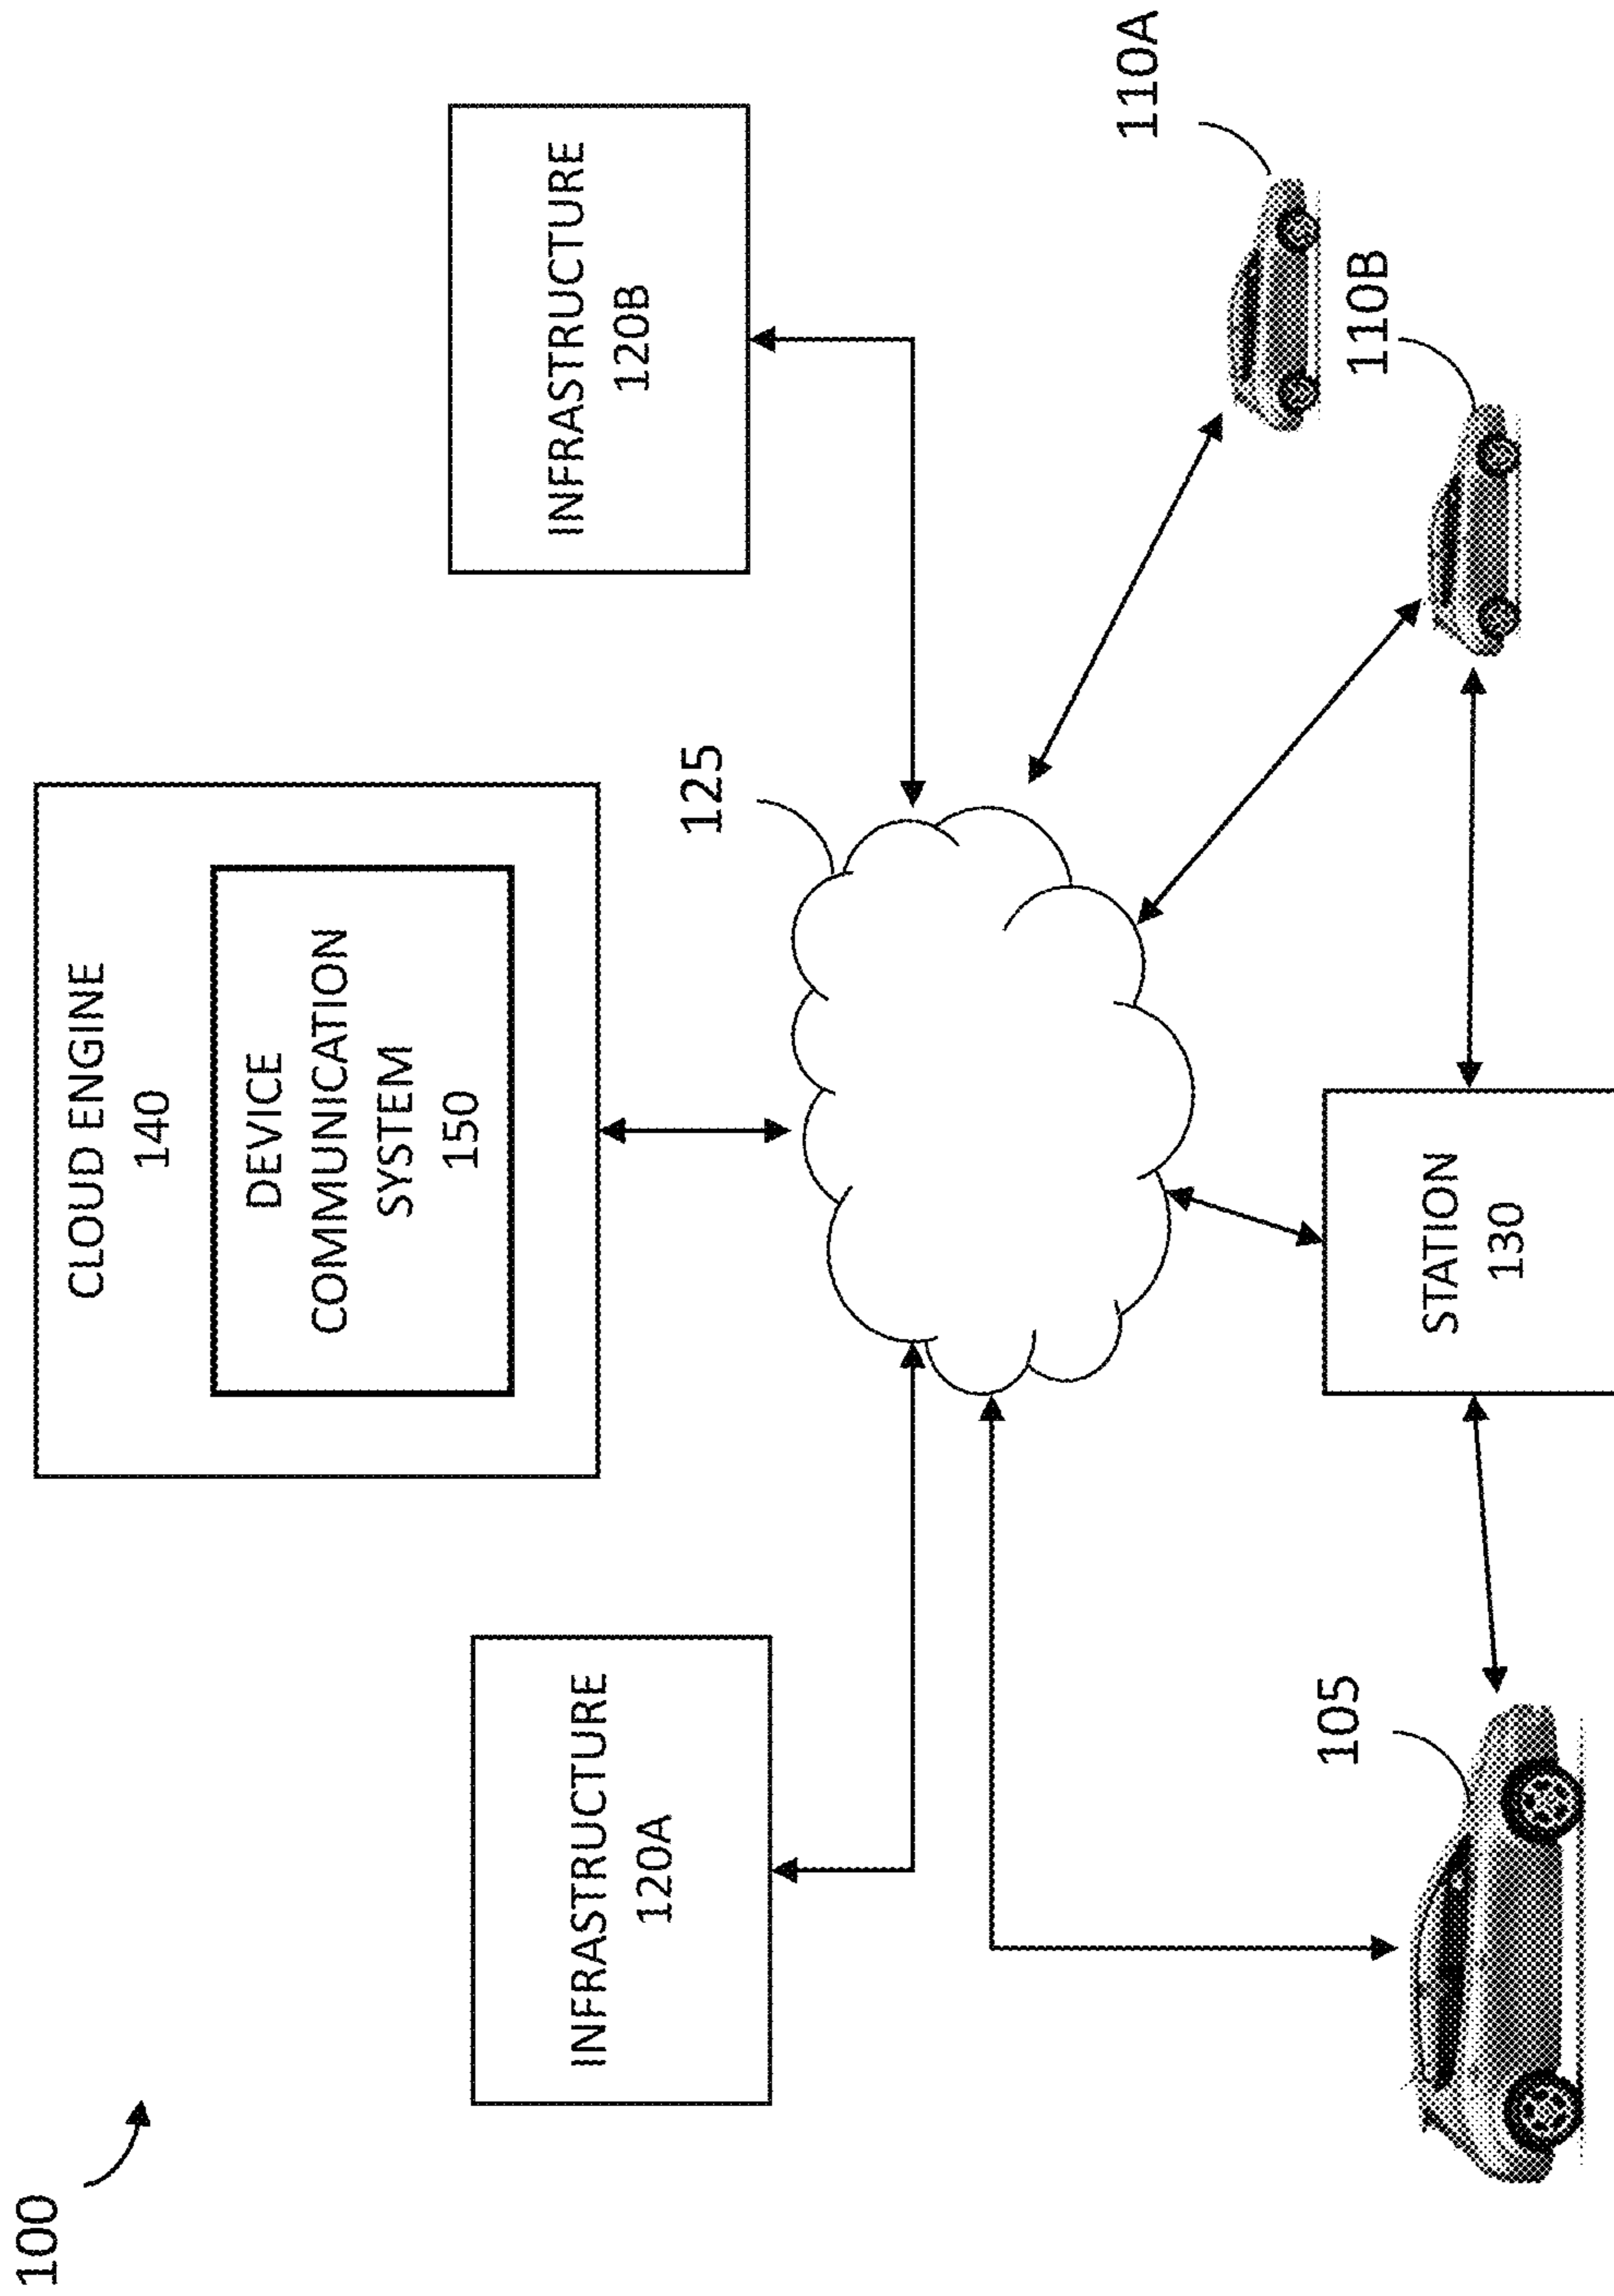 100
CLOUD ENGINE
140
DEVICE
COMMUNICATION
SYSTEM
150
INFRASTRUCTURE
120A
INFRASTRUCTURE
120B
125
105
STATION
130
110A
110B